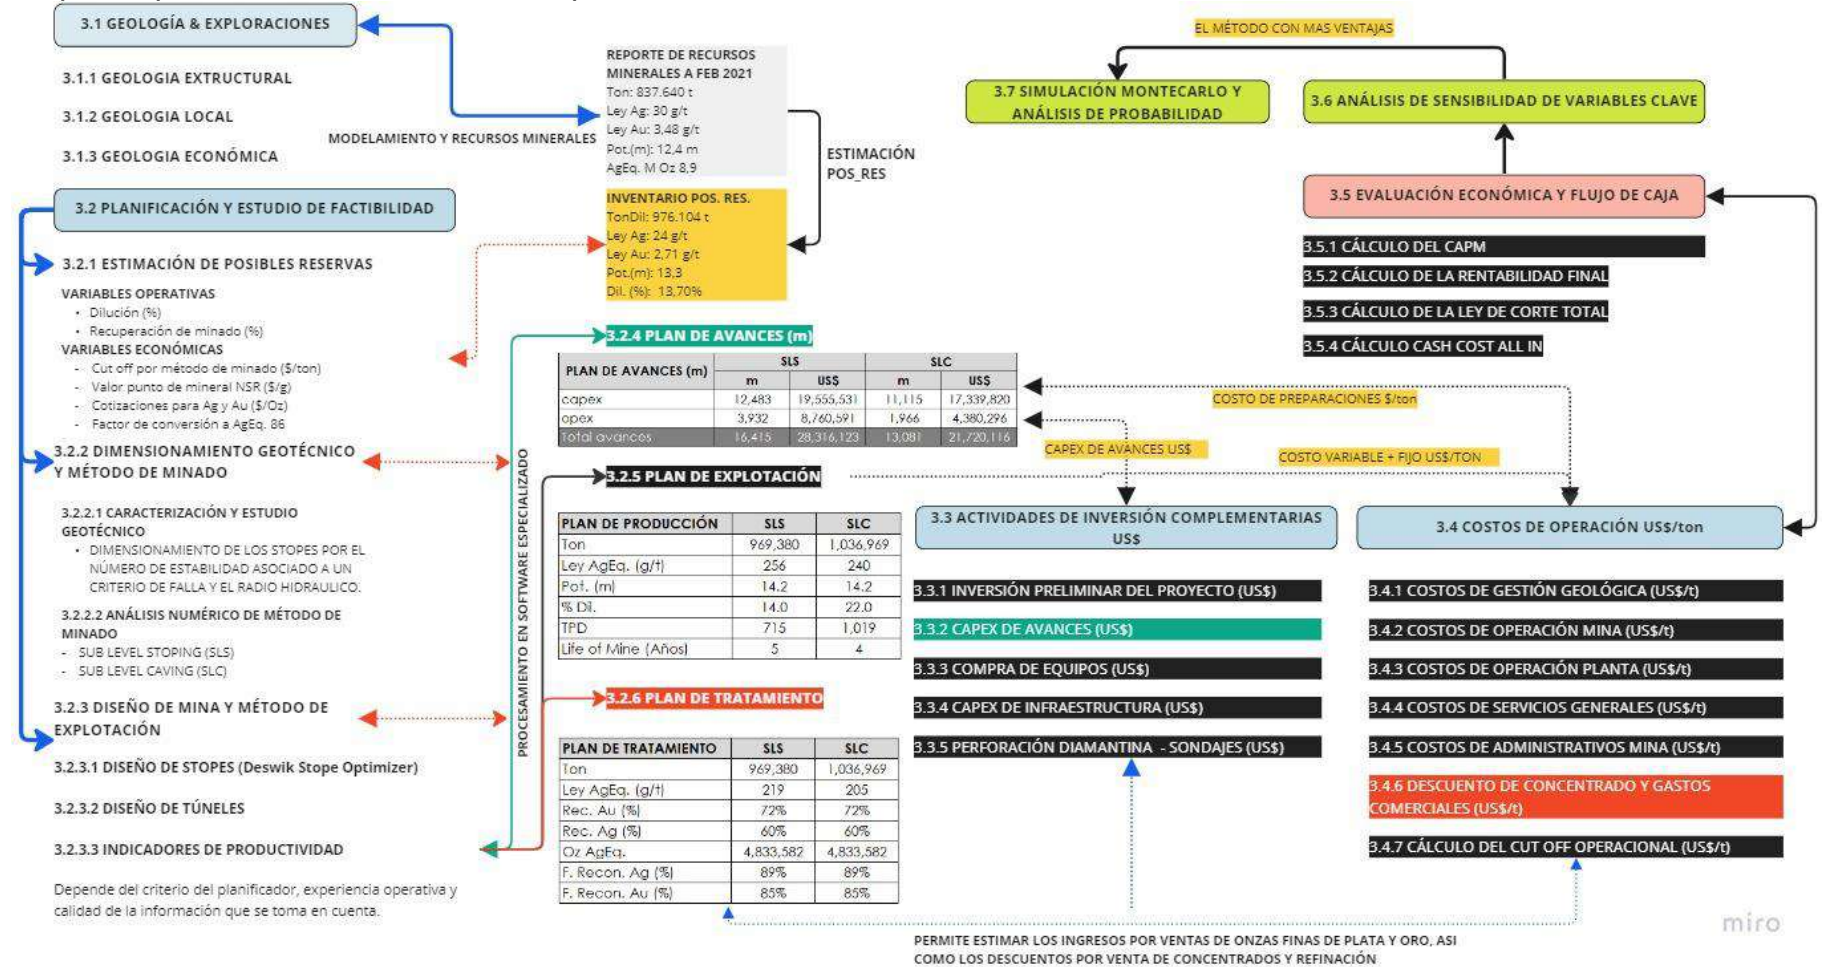 3.1 GEOLOGÍA & EXPLORACIONES
3.1.1 GEOLOGIA EXTRUCTURAL
3.1.2 GEOLOGIA LOCAL
3.1.3 GEOLOGIA ECONÓMICA
MODELAMIENTO Y RECURSOS MINERALES
REPORTE DE RECURSOS
MINERALES A FEB 2021
Ton: 837.640 t
Ley Ag: 30 g/t
Ley Au: 3,48 g/t
Pot.(m): 12,4 m
AgEq. M Oz 8,9
ESTIMACIÓN
POS_RES
INVENTARIO POS. RES.
TonDil: 976.104 t
Ley Ag: 24 g/t
Ley Au: 2,71 g/t
Pot.(m): 13,3
Dil. (%): 13,70%
3.2 PLANIFICACIÓN Y ESTUDIO DE FACTIBILIDAD
3.2.1 ESTIMACIÓN DE POSIBLES RESERVAS
VARIABLES OPERATIVAS
• Dilución (%)
• Recuperación de minado (%)
VARIABLES ECONÓMICAS
- Cut off por método de minado ($/ton)
- Valor punto de mineral NSR ($/g)
- Cotizaciones para Ag y Au ($/Oz)
- Factor de conversión a AgEq. 86
3.2.2 DIMENSIONAMIENTO GEOTÉCNICO
Y MÉTODO DE MINADO
3.2.2.1 CARACTERIZACIÓN Y ESTUDIO
GEOTÉCNICO
• DIMENSIONAMIENTO DE LOS STOPES POR EL
NÚMERO DE ESTABILIDAD ASOCIADO A UN
CRITERIO DE FALLA Y EL RADIO HIDRAULICO.
3.2.2.2 ANÁLISIS NUMÉRICO DE MÉTODO DE
MINADO
- SUB LEVEL STOPING (SLS)
- SUB LEVEL CAVING (SLC)
3.2.3 DISEÑO DE MINA Y MÉTODO DE
EXPLOTACIÓN
3.2.3.1 DISEÑO DE STOPES (Deswik Stope Optimizer)
3.2.3.2 DISEÑO DE TÚNELES
3.2.3.3 INDICADORES DE PRODUCTIVIDAD
Depende del criterio del planificador, experiencia operativa y
calidad de la información que se toma en cuenta.
PROCESAMIENTO EN SOFTWARE ESPECIALIZADO
3.2.4 PLAN DE AVANCES (m)
PLAN DE AVANCES (m) SLS SLC
m US$ m US$
capex 12,483 19,555,531 11,115 17,339,820
opex 3,932 8,760,591 1,966 4,380,296
Total avances 16,415 28,316,123 13,081 21,720,116
3.2.5 PLAN DE EXPLOTACIÓN
PLAN DE PRODUCCIÓN SLS SLC
Ton 969,380 1,036,969
Ley AgEq. (g/t) 256 240
Pot. (m) 14.2 14.2
% Dil. 14.0 22.0
TPD 715 1,019
Life of Mine (Años) 5 4
3.2.6 PLAN DE TRATAMIENTO
PLAN DE TRATAMIENTO SLS SLC
Ton 969,380 1,036,969
Ley AgEq. (g/t) 219 205
Rec. Au (%) 72% 72%
Rec. Ag (%) 60% 60%
Oz AgEq. 4,833,582 4,833,582
F. Recon. Ag (%) 89% 89%
F. Recon. Au (%) 85% 85%
EL MÉTODO CON MAS VENTAJAS
3.7 SIMULACIÓN MONTECARLO Y
ANÁLISIS DE PROBABILIDAD
3.6 ANÁLISIS DE SENSIBILIDAD DE VARIABLES CLAVE
3.5 EVALUACIÓN ECONÓMICA Y FLUJO DE CAJA
3.5.1 CÁLCULO DEL CAPM
3.5.2 CÁLCULO DE LA RENTABILIDAD FINAL
3.5.3 CÁLCULO DE LA LEY DE CORTE TOTAL
3.5.4 CÁLCULO CASH COST ALL IN
COSTO DE PREPARACIONES $/ton
CAPEX DE AVANCES US$
COSTO VARIABLE + FIJO US$/TON
3.3 ACTIVIDADES DE INVERSIÓN COMPLEMENTARIAS
US$
3.3.1 INVERSIÓN PRELIMINAR DEL PROYECTO (US$)
3.3.2 CAPEX DE AVANCES (US$)
3.3.3 COMPRA DE EQUIPOS (US$)
3.3.4 CAPEX DE INFRAESTRUCTURA (US$)
3.3.5 PERFORACIÓN DIAMANTINA - SONDAJES (US$)
3.4 COSTOS DE OPERACIÓN US$/ton
3.4.1 COSTOS DE GESTIÓN GEOLÓGICA (US$/t)
3.4.2 COSTOS DE OPERACIÓN MINA (US$/t)
3.4.3 COSTOS DE OPERACIÓN PLANTA (US$/t)
3.4.4 COSTOS DE SERVICIOS GENERALES (US$/t)
3.4.5 COSTOS DE ADMINISTRATIVOS MINA (US$/t)
3.4.6 DESCUENTO DE CONCENTRADO Y GASTOS
COMERCIALES (US$/t)
3.4.7 CÁLCULO DEL CUT OFF OPERACIONAL (US$/t)
PERMITE ESTIMAR LOS INGRESOS POR VENTAS DE ONZAS FINAS DE PLATA Y ORO, ASI
COMO LOS DESCUENTOS POR VENTA DE CONCENTRADOS Y REFINACIÓN
miro